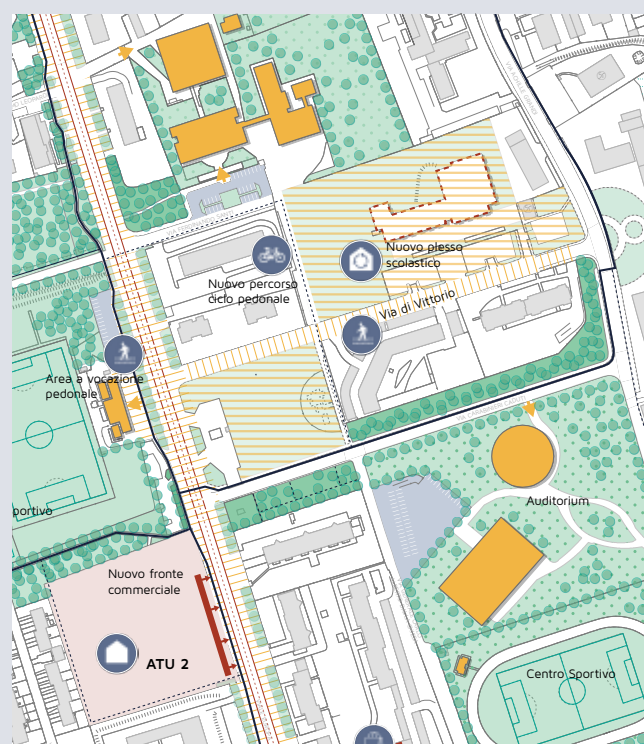 Nuovo plesso
scolastico
Nuovo percorso
ciclo pedonale
Via di Vittorio
Area a vocazione
pedonale
Auditorium
portivo
Nuovo fronte
commerciale
ATU 2
Centro Sportivo